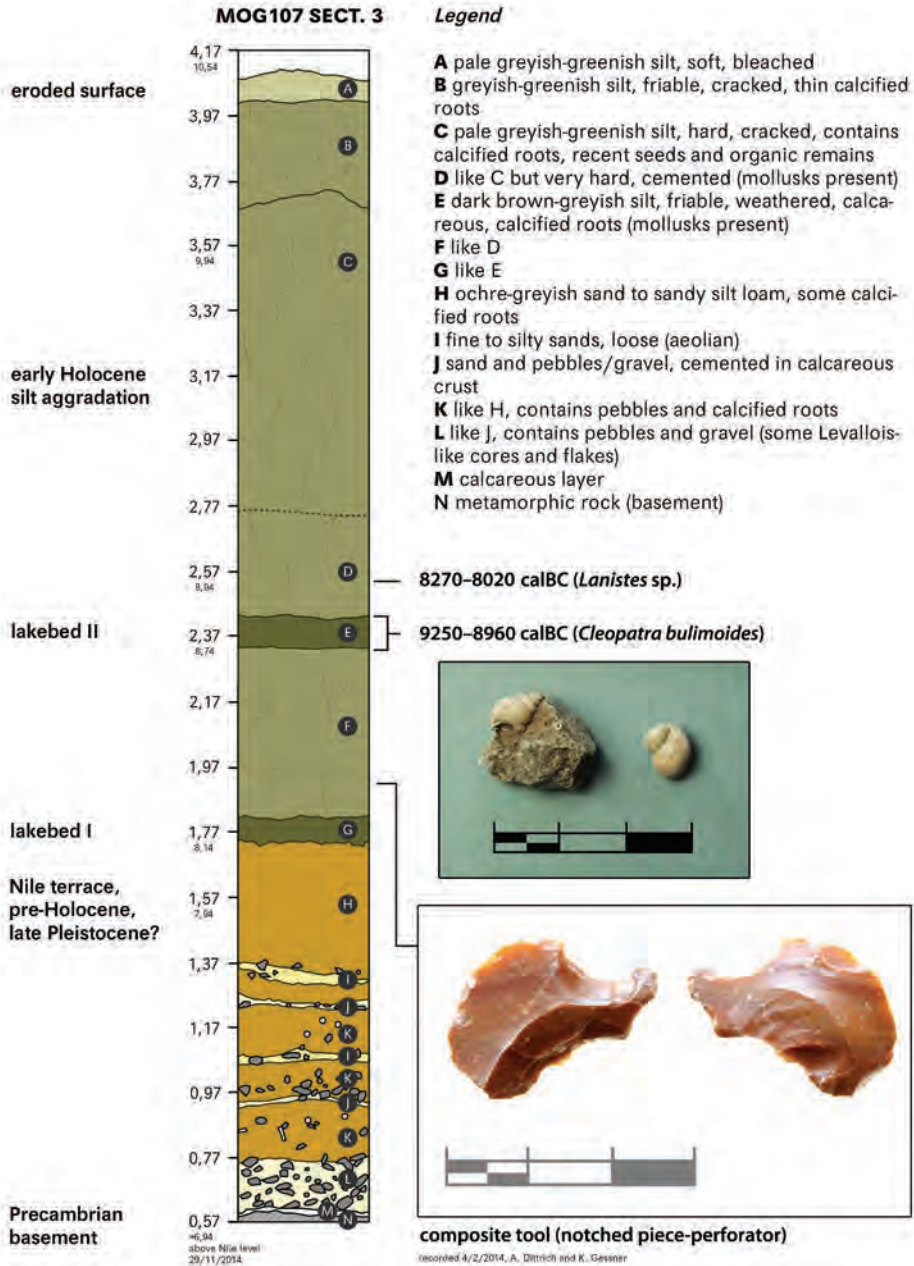 MOG107 SECT. 3
Legend
A pale greyish-greenish silt, soft, bleached
B greyish-greenish silt, friable, cracked, thin calcified
roots
C pale greyish-greenish silt, hard, cracked, contains
calcified roots, recent seeds and organic remains
D like C but very hard, cemented (mollusks present)
E dark brown-greyish silt, friable, weathered, calca-
reous, calcified roots (mollusks present)
F like D
G like E
H ochre-greyish sand to sandy silt loam, some calci-
fied roots
I fine to silty sands, loose (aeolian)
J sand and pebbles/gravel, cemented in calcareous
crust
K like H, contains pebbles and calcified roots
L like J, contains pebbles and gravel (some Levallois-
like cores and flakes)
M calcareous layer
N metamorphic rock (basement)
4,17
10,54
eroded surface
A
3,97
B
3,77
3,57
9,94
C
3,37
early Holocene
silt aggradation
3,17
2,97
2,77
2,57
8,94
D
8270–8020 calBC (Lanistes sp.)
lakebed II
2,37
8,74
E
9250–8960 calBC (Cleopatra bulimoides)
2,17
F
1,97
lakebed I
1,77
8,14
G
Nile terrace,
pre-Holocene,
late Pleistocene?
1,57
7,94
H
1,37
I
J
1,17
K
I
K
0,97
J
K
0,77
L
M
N
Precambrian
basement
0,57
=6,94
above Nile level
29/11/2014
composite tool (notched piece-perforator)
recorded 4/2/2014, A. Dittrich and K. Gessner